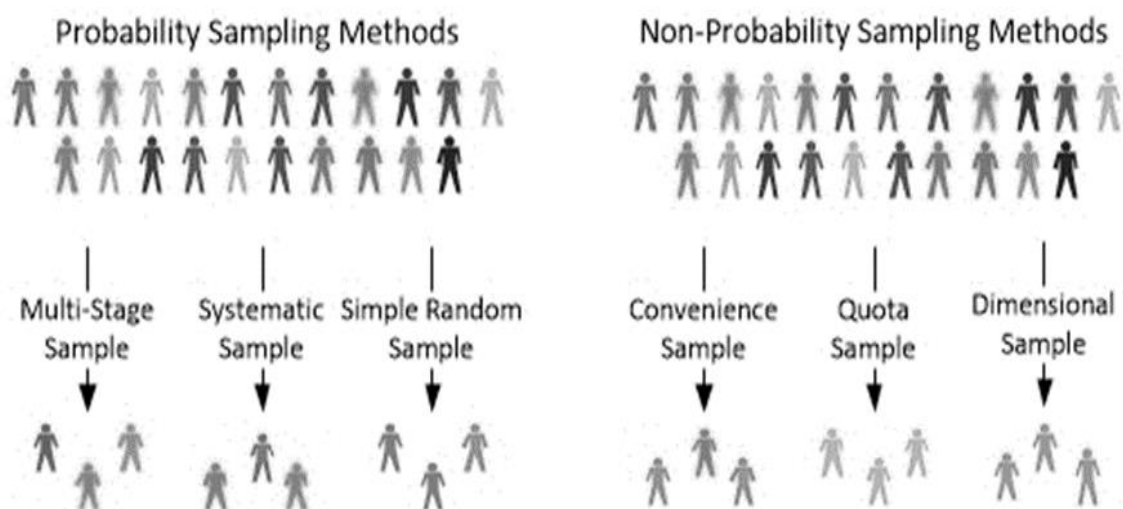 Probability Sampling Methods
Multi-Stage
Sample
Systematic
Sample
Simple Random
Sample
Non-Probability Sampling Methods
Convenience
Sample
Quota
Sample
Dimensional
Sample